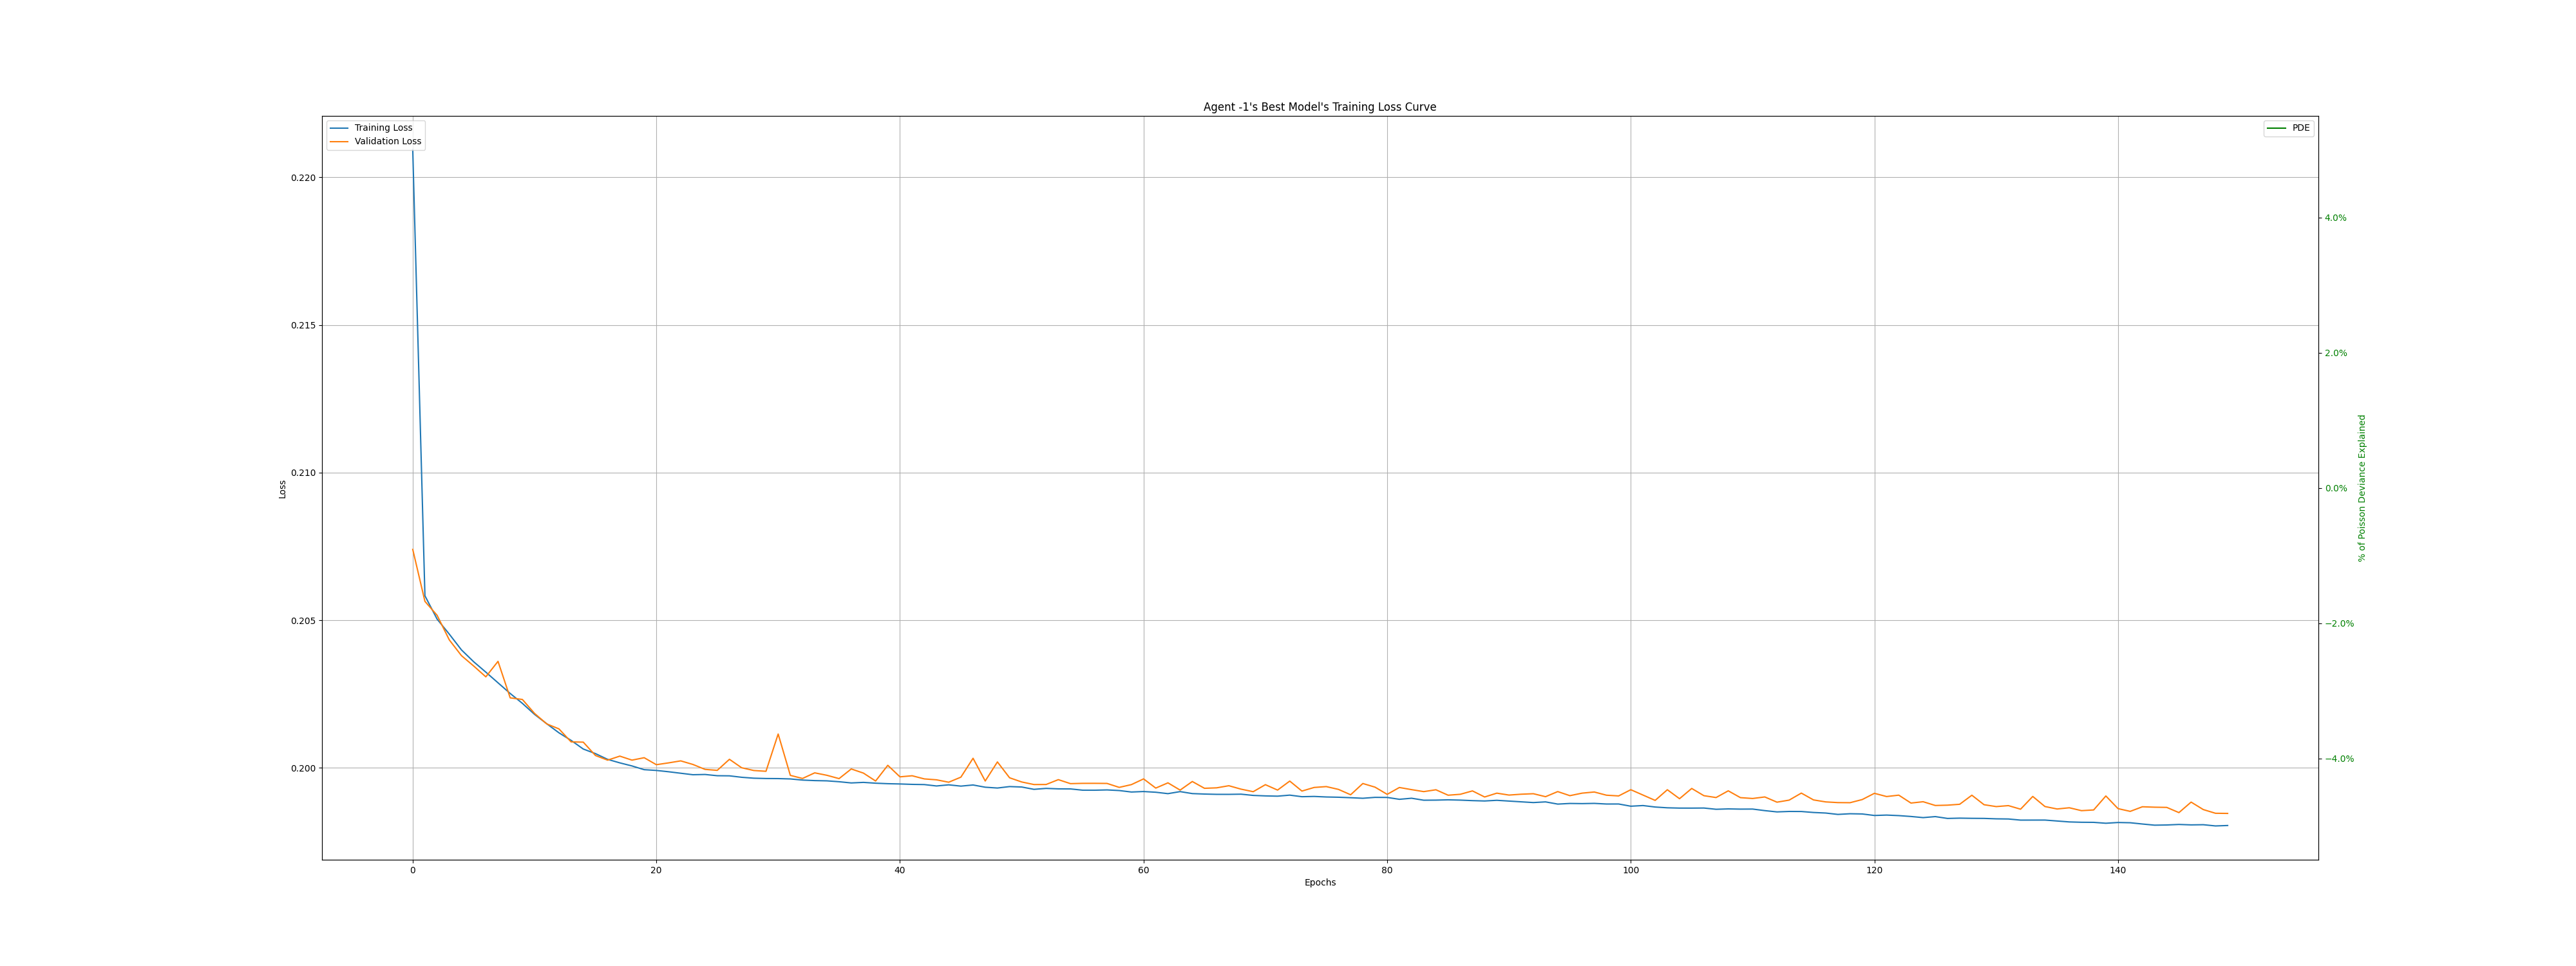 Agent -1's Best Model's Training Loss Curve
Training Loss
Validation Loss
PDE
0.220
0.215
0.210
0.205
0.200
Loss
4.0%
2.0%
0.0%
−2.0%
−4.0%
% of Poisson Deviance Explained
0 20 40 60 80 100 120 140
Epochs